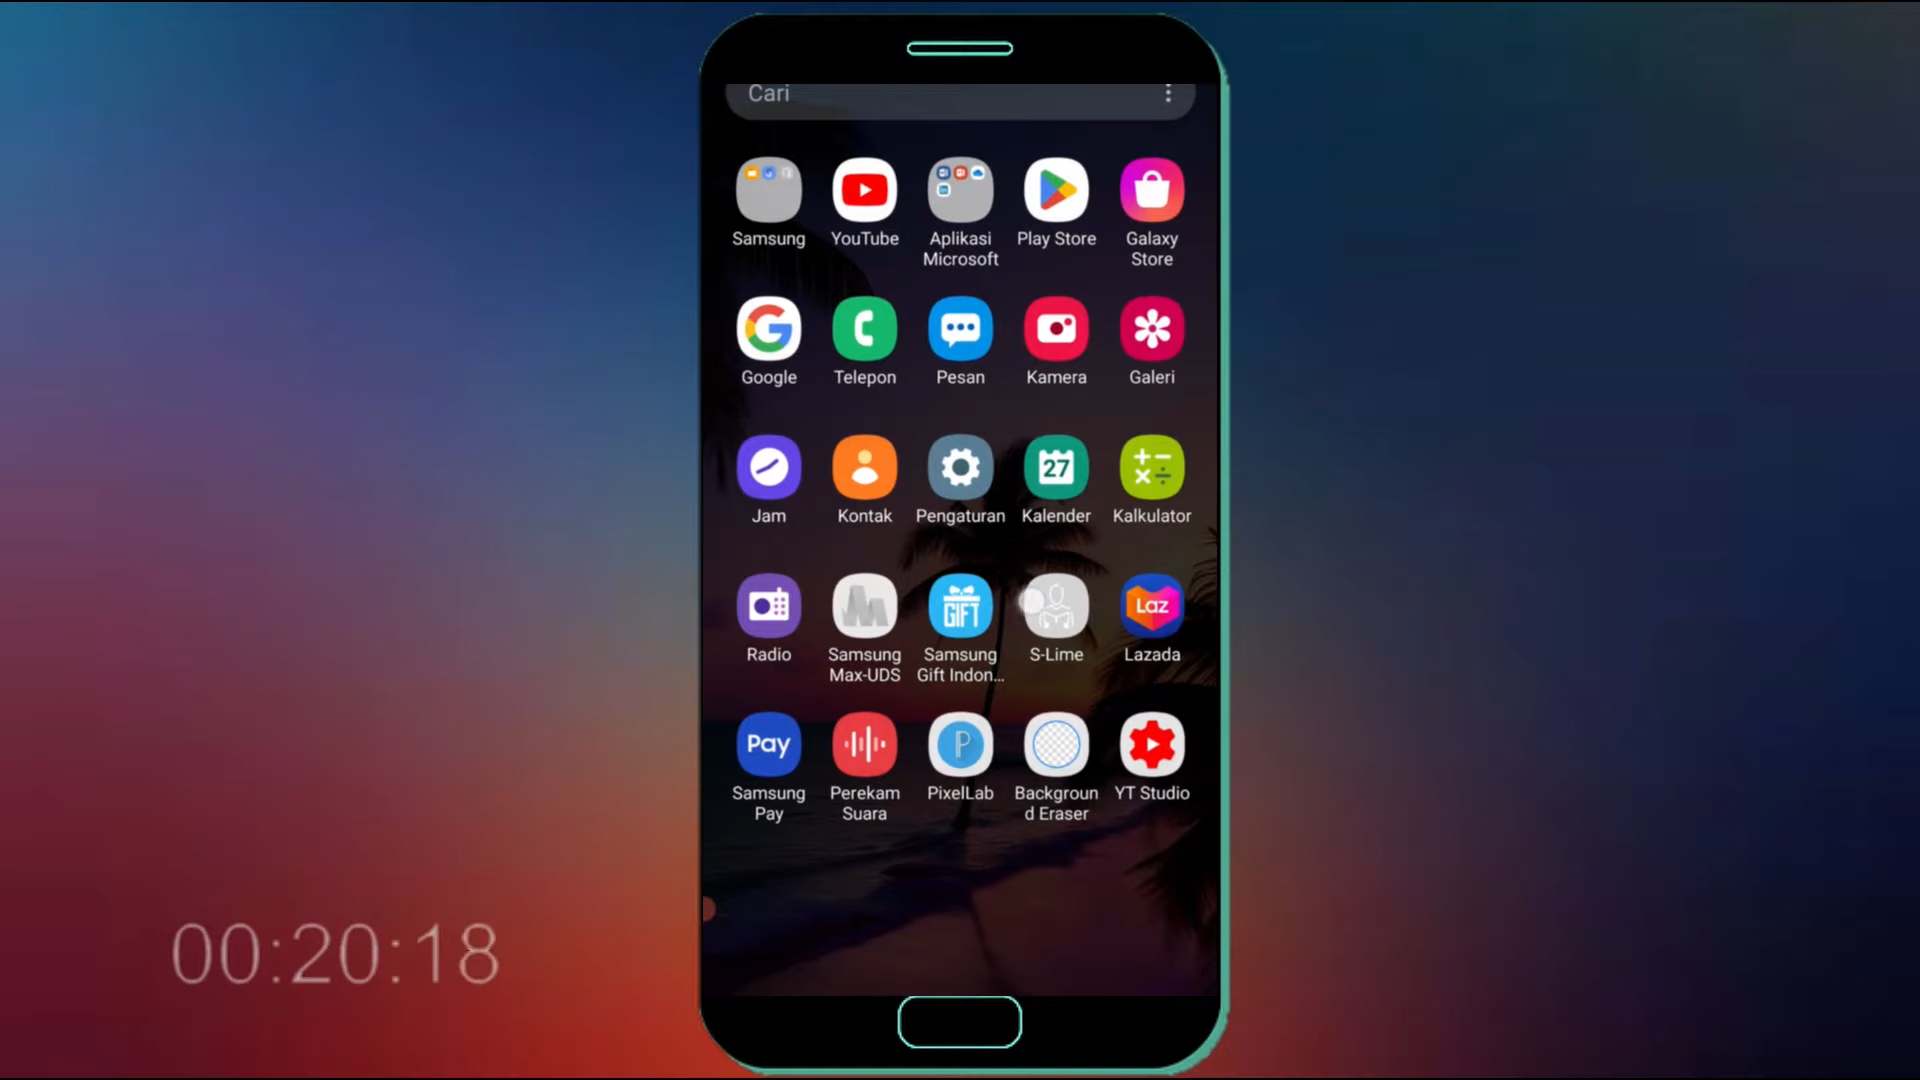 Cari
Samsung
YouTube
Aplikasi
Microsoft
Play Store
Galaxy
Store
Google
Telepon
Pesan
Kamera
Galeri
27
Jam
Kontak
Pengaturan
Kalender
Kalkulator
GIFT
Laz
Radio
Samsung
Max-UDS
Samsung
Gift Indon...
S-Lime
Lazada
Pay
P
Samsung
Pay
Perekam
Suara
PixelLab
Backgroun
d Eraser
YT Studio
00:20:18